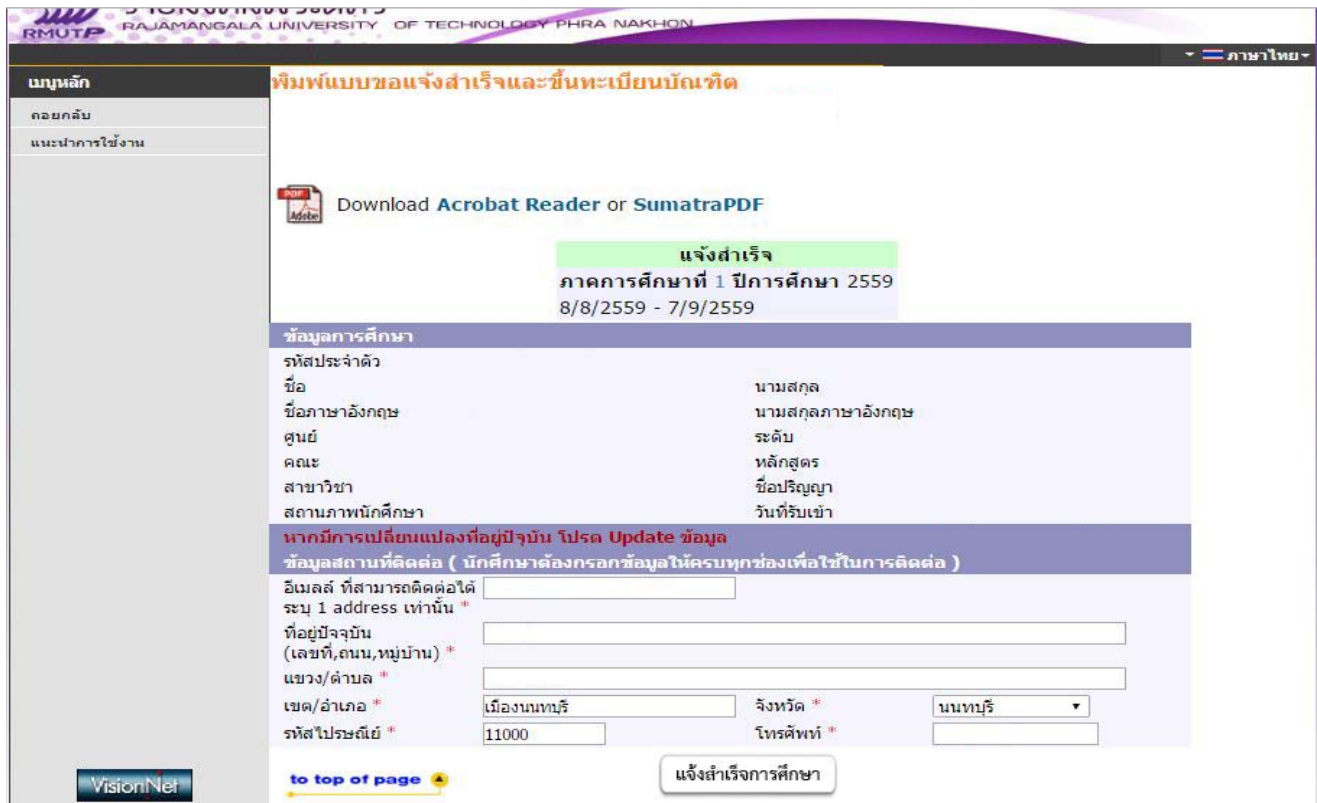 RMUTP RAJAMANGALA UNIVERSITY OF TECHNOLOGY PHRA NAKHON
ภาษาไทย
เมนูหลัก
ถอยกลับ
แนะนำการใช้งาน
พิมพ์แบบขอแจ้งสำเร็จและขึ้นทะเบียนบัณฑิต
PDF
Adobe
Download Acrobat Reader or SumatraPDF
แจ้งสำเร็จ
ภาคการศึกษาที่ 1 ปีการศึกษา 2559
8/8/2559 - 7/9/2559
ข้อมูลการศึกษา
รหัสประจำตัว
ชื่อ นามสกุล
ชื่อภาษาอังกฤษ นามสกุลภาษาอังกฤษ
ศูนย์ ระดับ
คณะ หลักสูตร
สาขาวิชา ชื่อปริญญา
สถานภาพนักศึกษา วันที่รับเข้า
หากมีการเปลี่ยนแปลงที่อยู่ปัจุบัน โปรด Update ข้อมูล
ข้อมูลสถานที่ติดต่อ ( นักศึกษาต้องกรอกข้อมูลให้ครบทุกช่องเพื่อใช้ในการติดต่อ )
อีเมลล์ ที่สามารถติดต่อได้
ระบุ 1 address เท่านั้น *
ที่อยู่ปัจจุบัน
(เลขที่,ถนน,หมู่บ้าน) *
แขวง/ตำบล *
เขต/อำเภอ * เมืองนนทบุรี จังหวัด * นนทบุรี
รหัสไปรษณีย์ * 11000 โทรศัพท์ *
VisionNet to top of page แจ้งสำเร็จการศึกษา